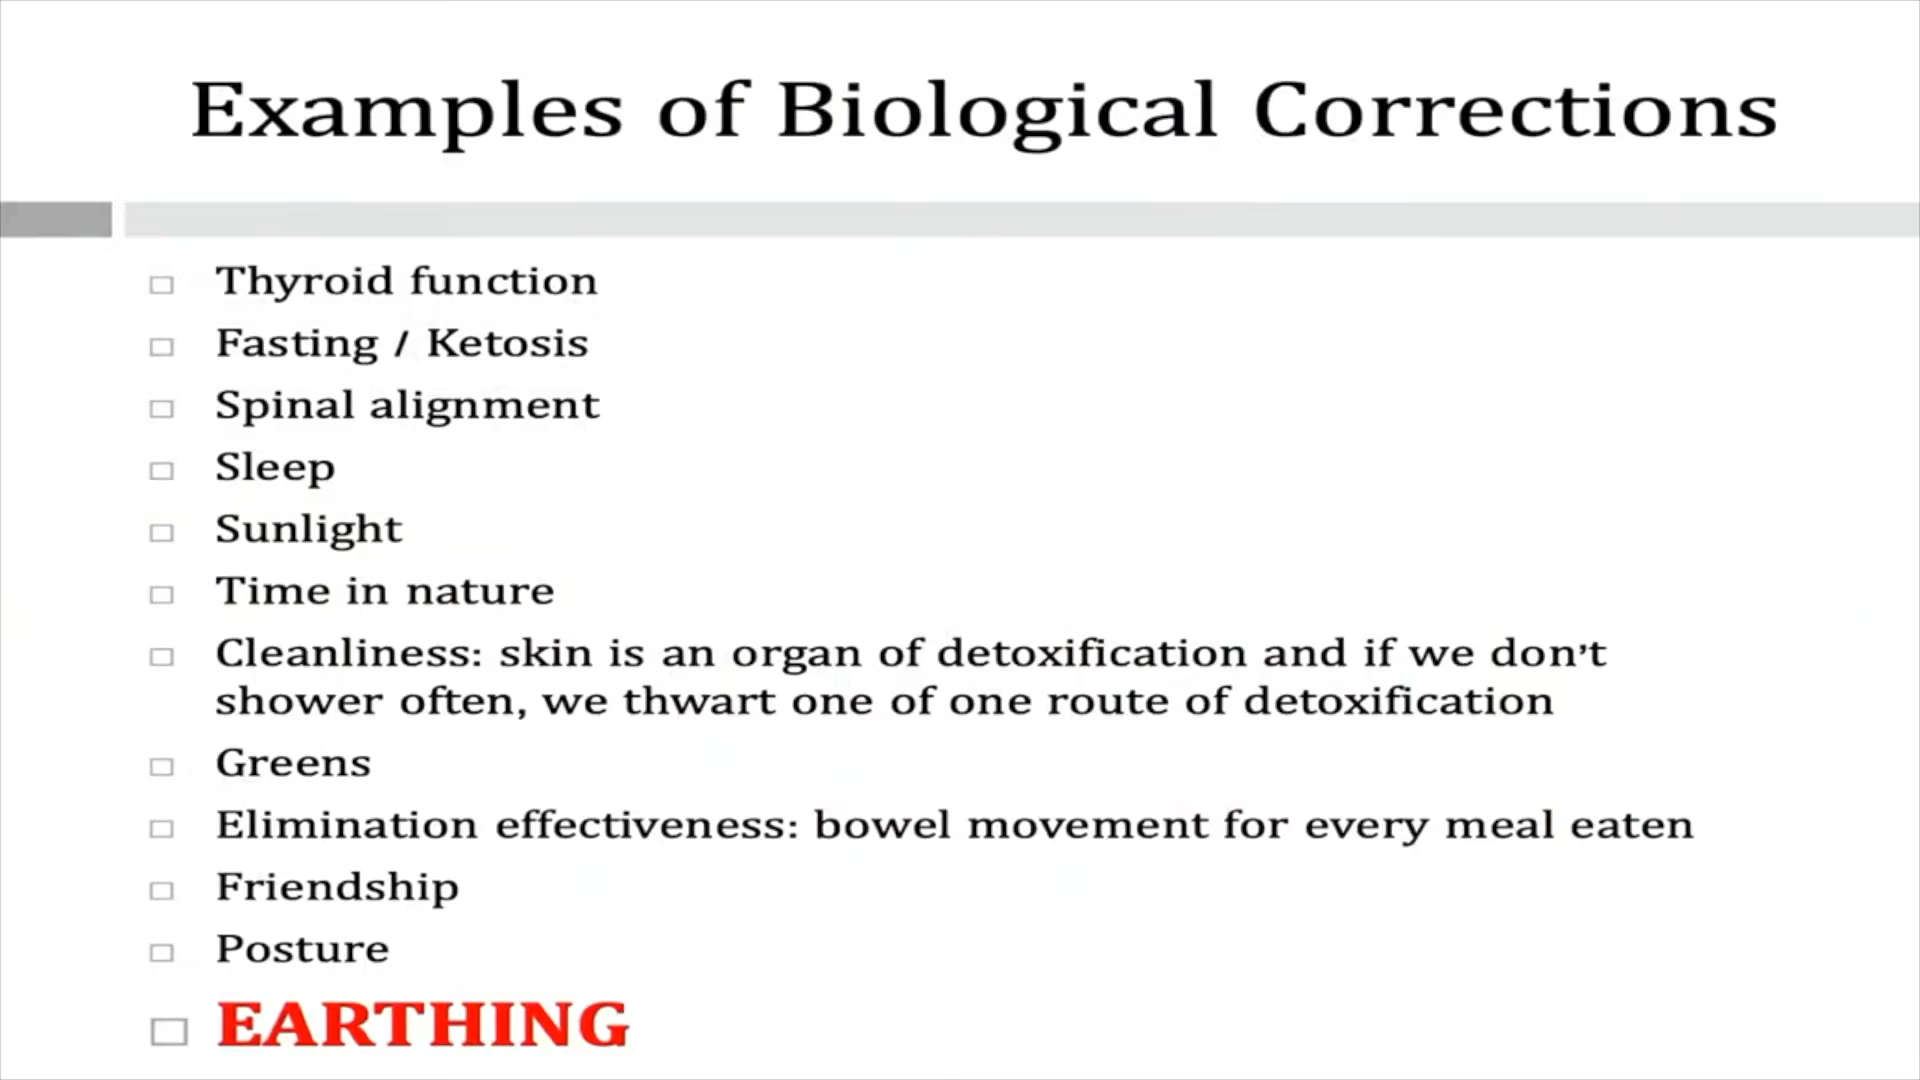 Examples of Biological Corrections
Thyroid function
Fasting / Ketosis
Spinal alignment
Sleep
Sunlight
Time in nature
Cleanliness: skin is an organ of detoxification and if we don't
shower often, we thwart one of one route of detoxification
Greens
Elimination effectiveness: bowel movement for every meal eaten
Friendship
Posture
EARTHING